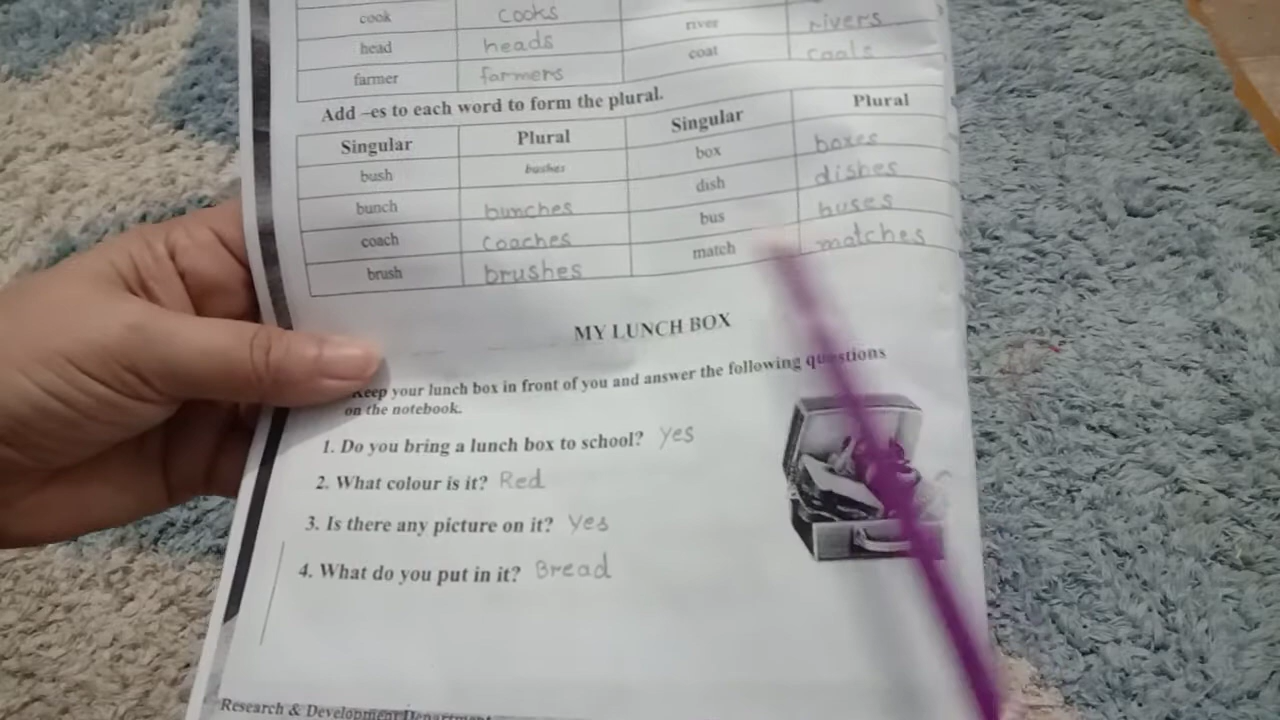 cook cooks
river rivers
head heads
coat coats
farmer farmers
Add –es to each word to form the plural.
Singular Plural Singular Plural
bush bushes box boxes
bunch bunches dish dishes
coach coaches bus buses
brush brushes match matches
MY LUNCH BOX
Keep your lunch box in front of you and answer the following questions
on the notebook.
1. Do you bring a lunch box to school? Yes
2. What colour is it? Red
3. Is there any picture on it? Yes
4. What do you put in it? Bread
Research & Development Department